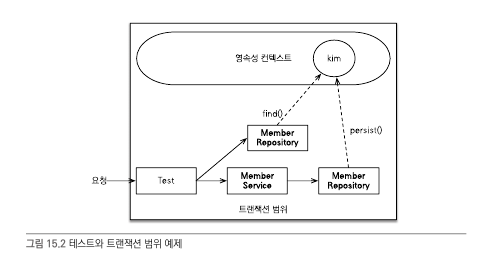 영속성 컨텍스트
kim
find()
persist()
Member
Repository
요청
Test
Member
Service
Member
Repository
트랜잭션 범위
그림 15.2 테스트와 트랜잭션 범위 예제